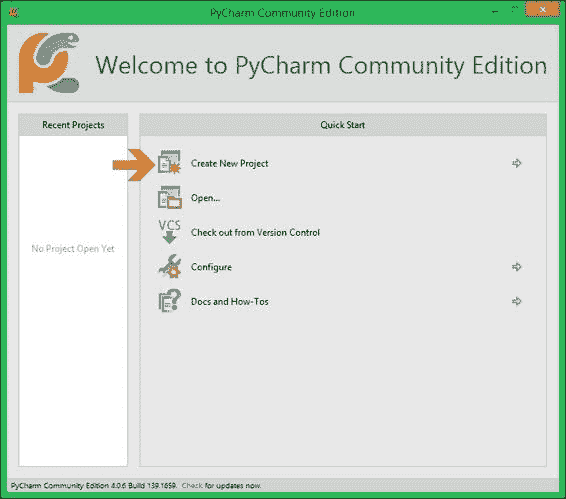 PyCharm Community Edition
Welcome to PyCharm Community Edition
Recent Projects
Quick Start
Create New Project
Open...
VCS
Check out from Version Control
No Project Open Yet
Configure
Docs and How-Tos
PyCharm Community Edition 4.0.6 Build 139.1659. Check for updates now.